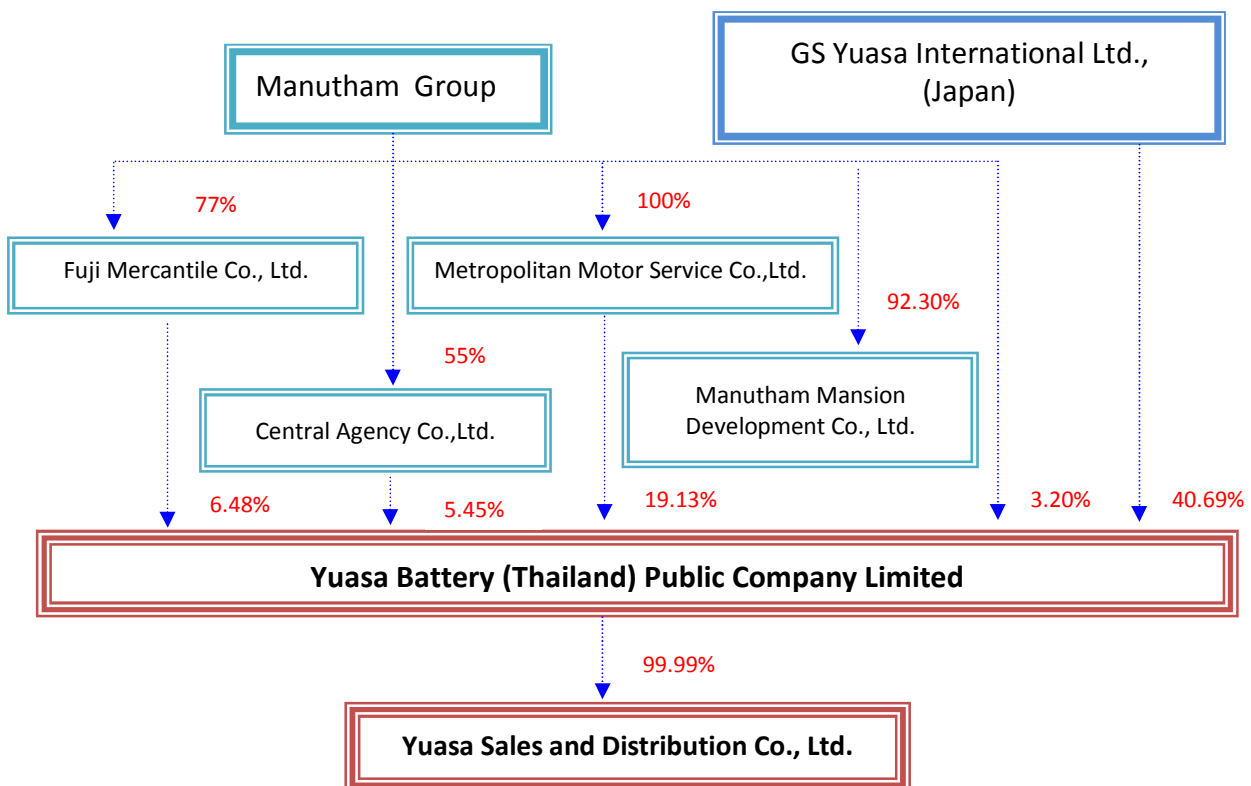 Manutham Group
GS Yuasa International Ltd.,
(Japan)
77%
100%
Fuji Mercantile Co., Ltd.
Metropolitan Motor Service Co.,Ltd.
92.30%
55%
Manutham Mansion
Development Co., Ltd.
Central Agency Co.,Ltd.
6.48%
5.45%
19.13%
3.20%
40.69%
Yuasa Battery (Thailand) Public Company Limited
99.99%
Yuasa Sales and Distribution Co., Ltd.